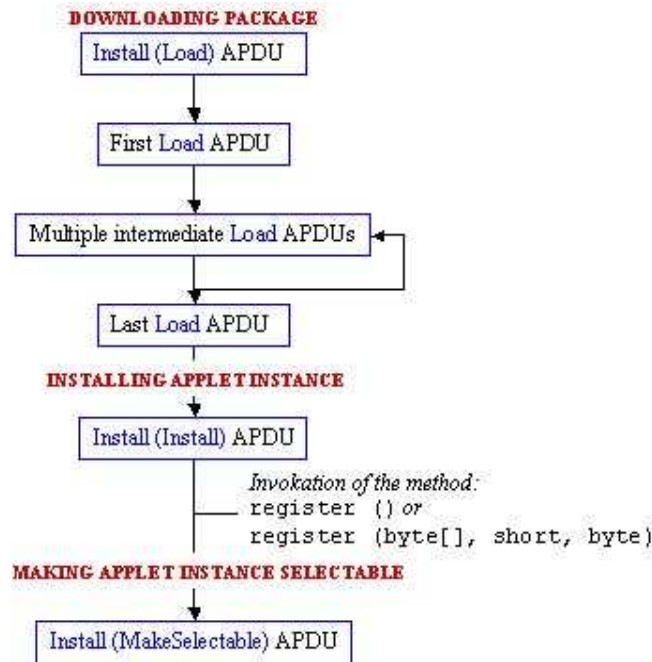 DOWNLOADING PACKAGE
Install (Load) APDU
First Load APDU
Multiple intermediate Load APDUs
Last Load APDU
INSTALLING APPLET INSTANCE
Install (Install) APDU
Invokation of the method:
register () or
register (byte[], short, byte)
MAKING APPLET INSTANCE SELECTABLE
Install (MakeSelectable) APDU